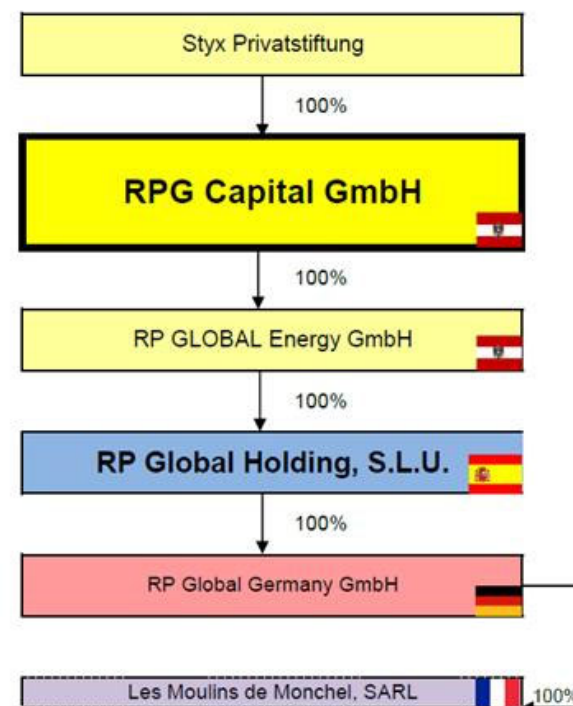 Styx Privatstiftung
100%
RPG Capital GmbH
100%
RP GLOBAL Energy GmbH
100%
RP Global Holding, S.L.U.
100%
RP Global Germany GmbH
Les Moulins de Monchel, SARL
100%